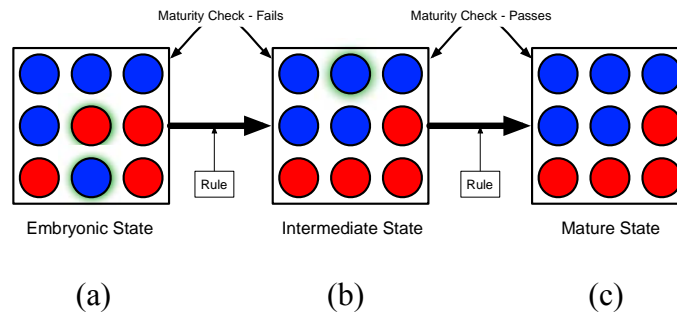 Maturity Check - Fails
Maturity Check - Passes
Rule
Rule
Embryonic State
Intermediate State
Mature State
(a)
(b)
(c)